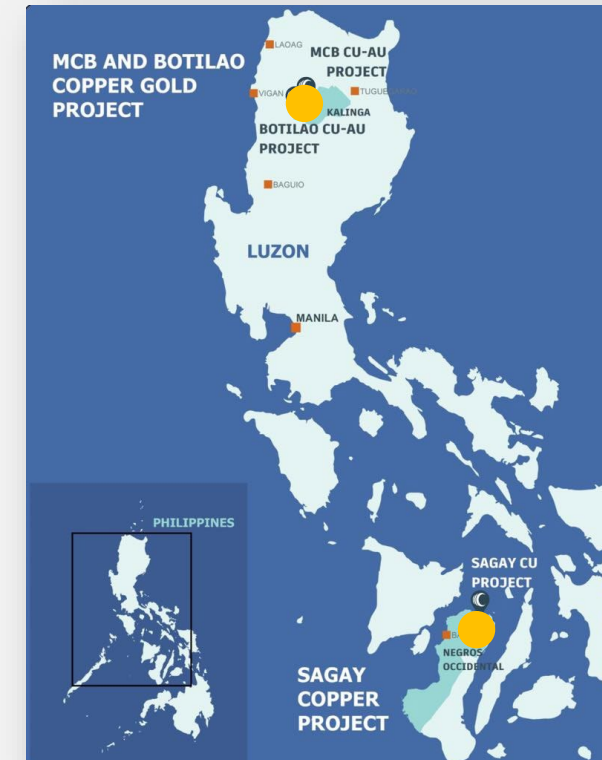 MCB AND BOTILAO
COPPER GOLD
PROJECT
LAOAG
MCB CU-AU
PROJECT
VIGAN
KALINGA
BOTILAO CU-AU
PROJECT
BAGUIO
LUZON
MANILA
PHILIPPINES
SAGAY CU
PROJECT
NEGROS
OCCIDENTAL
SAGAY
COPPER
PROJECT